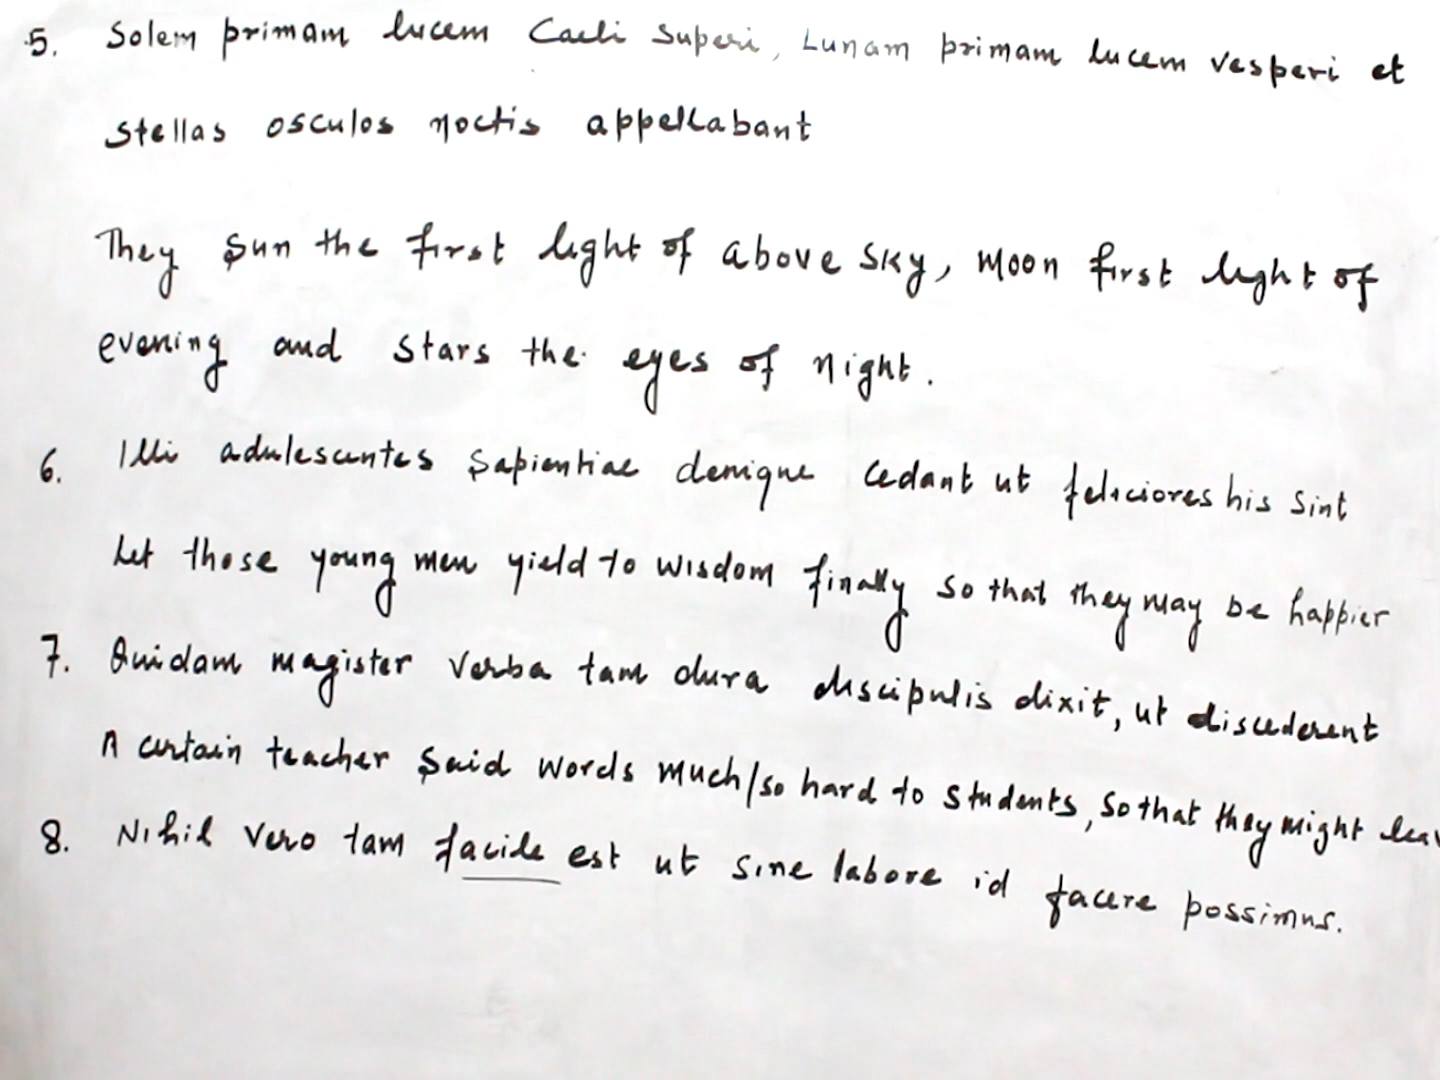 5. Solem primam lucem Caeli Superi, Lunam primam lucem vesperi et
stellas osculos noctis appellabant
They sun the first light of above sky, moon first light of
evening and stars the eyes of night.
6. Illi adulescentes sapientiae denique cedant ut feliciores his sint
Let those young men yield to wisdom finally so that they may be happier
7. Quidam magister verba tam dura discipulis dixit, ut discederent
A certain teacher said words much/so hard to students, so that they might leav
8. Nihil vero tam facile est ut sine labore id facere possimus.